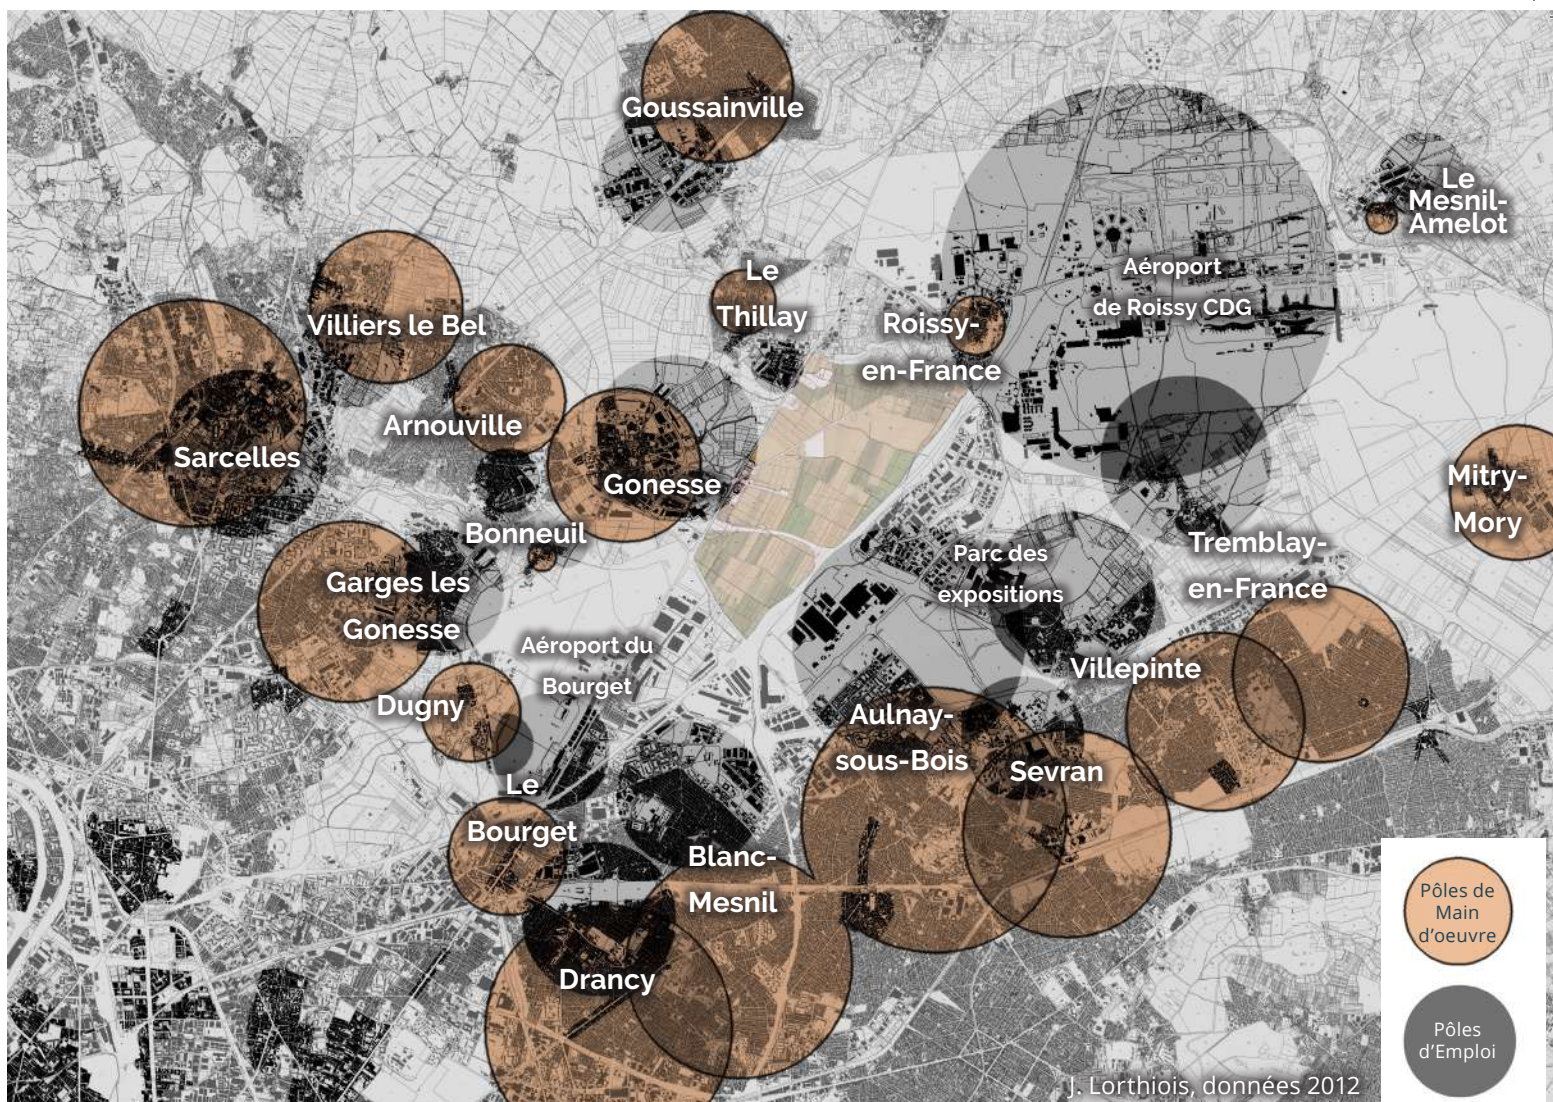 Goussainville
Le
Mesnil-
Amelot
Aéroport
de Roissy CDG
Le
Thillay
Roissy-
en-France
Villiers le Bel
Arnouville
Sarcelles
Gonesse
Mitry-
Mory
Bonneuil
Parc des
expositions
Tremblay-
en-France
Garges les
Gonesse
Aéroport du
Bourget
Villepinte
Dugny
Aulnay-
sous-Bois
Sevran
Le
Bourget
Blanc-
Mesnil
Drancy
Pôles de
Main
d'oeuvre
Pôles
d'Emploi
J. Lorthiois, données 2012